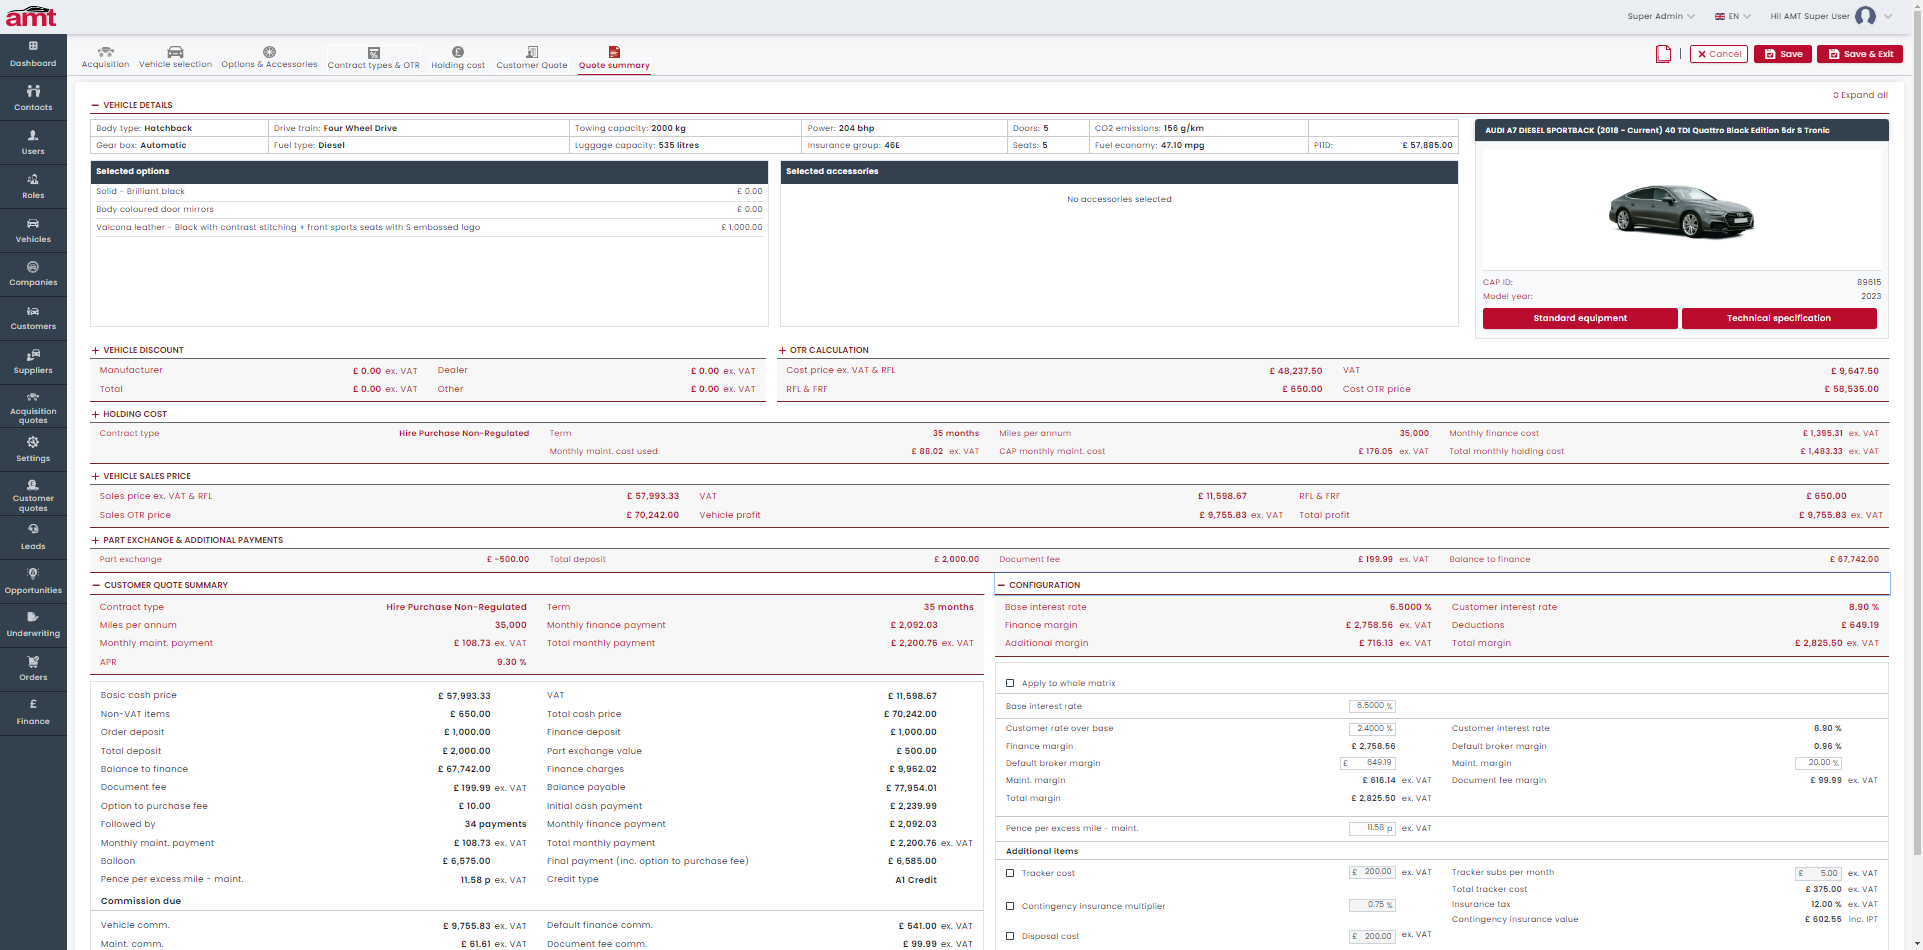 amt
Super Admin
EN
Hi! AMT Super User
Dashboard
Contacts
Users
Roles
Vehicles
Companies
Customers
Suppliers
Acquisition quotes
Settings
Customer quotes
Leads
Opportunities
Underwriting
Orders
Finance
Acquisition
Vehicle selection
Options & Accessories
Contract types & OTR
Holding cost
Customer Quote
Quote summary
Cancel
Save
Save & Exit
Expand all
VEHICLE DETAILS
Body type: Hatchback Drive train: Four Wheel Drive Towing capacity: 2000 kg Power: 204 bhp Doors: 5 CO2 emissions: 156 g/km
Gear box: Automatic Fuel type: Diesel Luggage capacity: 535 litres Insurance group: 46E Seats: 5 Fuel economy: 47.10 mpg P11D: £ 57,885.00
Selected options
Solid - Brilliant black £ 0.00
Body coloured door mirrors £ 0.00
Valcona leather - Black with contrast stitching + front sports seats with S embossed logo £ 1,000.00
Selected accessories
No accessories selected
AUDI A7 DIESEL SPORTBACK (2018 - Current) 40 TDI Quattro Black Edition 5dr S Tronic
CAP ID: 89615
Model year: 2023
Standard equipment
Technical specification
VEHICLE DISCOUNT
Manufacturer £ 0.00 ex. VAT Dealer £ 0.00 ex. VAT
Total £ 0.00 ex. VAT Other £ 0.00 ex. VAT
OTR CALCULATION
Cost price ex. VAT & RFL £ 48,237.50 VAT £ 9,647.50
RFL & FRF £ 650.00 Cost OTR price £ 58,535.00
HOLDING COST
Contract type Hire Purchase Non-Regulated Term 35 months Miles per annum 35,000 Monthly finance cost £ 1,395.31 ex. VAT
Monthly maint. cost used £ 88.02 ex. VAT CAP monthly maint. cost £ 176.05 ex. VAT Total monthly holding cost £ 1,483.33 ex. VAT
VEHICLE SALES PRICE
Sales price ex. VAT & RFL £ 57,993.33 VAT £ 11,598.67 RFL & FRF £ 650.00
Sales OTR price £ 70,242.00 Vehicle profit £ 9,755.83 ex. VAT Total profit £ 9,755.83 ex. VAT
PART EXCHANGE & ADDITIONAL PAYMENTS
Part exchange £ -500.00 Total deposit £ 2,000.00 Document fee £ 199.99 ex. VAT Balance to finance £ 67,742.00
CUSTOMER QUOTE SUMMARY
Contract type Hire Purchase Non-Regulated Term 35 months
Miles per annum 35,000 Monthly finance payment £ 2,092.03
Monthly maint. payment £ 108.73 ex. VAT Total monthly payment £ 2,200.76 ex. VAT
APR 9.30 %
Basic cash price £ 57,993.33 VAT £ 11,598.67
Non-VAT items £ 650.00 Total cash price £ 70,242.00
Order deposit £ 1,000.00 Finance deposit £ 1,000.00
Total deposit £ 2,000.00 Part exchange value £ 500.00
Balance to finance £ 67,742.00 Finance charges £ 9,962.02
Document fee £ 199.99 ex. VAT Balance payable £ 77,954.01
Option to purchase fee £ 10.00 Initial cash payment £ 2,239.99
Followed by 34 payments Monthly finance payment £ 2,092.03
Monthly maint. payment £ 108.73 ex. VAT Total monthly payment £ 2,200.76 ex. VAT
Balloon £ 6,575.00 Final payment (inc. option to purchase fee) £ 6,585.00
Pence per excess mile - maint. 11.58 p ex. VAT Credit type A1 Credit
Commission due
Vehicle comm. £ 9,755.83 ex. VAT Default finance comm. £ 541.00 ex. VAT
Maint. comm. £ 61.61 ex. VAT Document fee comm. £ 99.99 ex. VAT
CONFIGURATION
Base interest rate 6.5000 % Customer interest rate 8.90 %
Finance margin £ 2,758.56 ex. VAT Deductions £ 649.19
Additional margin £ 716.13 ex. VAT Total margin £ 2,825.50 ex. VAT
Apply to whole matrix
Base interest rate 6.5000 %
Customer rate over base 2.4000 % Customer interest rate 8.90 %
Finance margin £ 2,758.56 Default broker margin 0.96 %
Default broker margin £ 649.19 Maint. margin 20.00 %
Maint. margin £ 616.14 ex. VAT Document fee margin £ 99.99 ex. VAT
Total margin £ 2,825.50 ex. VAT
Pence per excess mile - maint. 11.58 p ex. VAT
Additional items
Tracker cost £ 200.00 ex. VAT Tracker subs per month £ 5.00 ex. VAT
Total tracker cost £ 375.00 ex. VAT
Contingency insurance multiplier 0.75 % Insurance tax 12.00 % ex. VAT
Contingency insurance value £ 602.55 inc. IPT
Disposal cost £ 200.00 ex. VAT